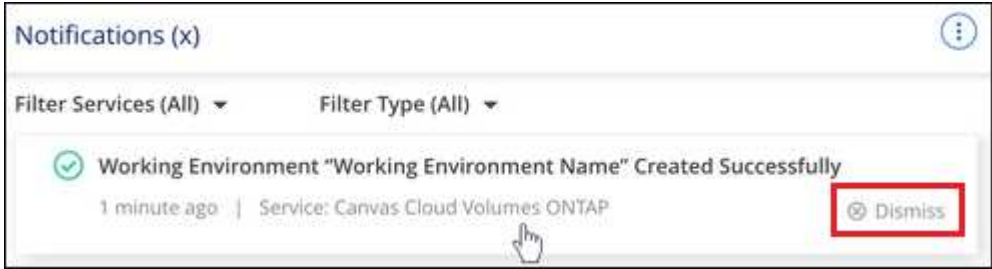 Notifications (x)
Filter Services (All) Filter Type (All)
Working Environment “Working Environment Name” Created Successfully
1 minute ago | Service: Canvas Cloud Volumes ONTAP
Dismiss